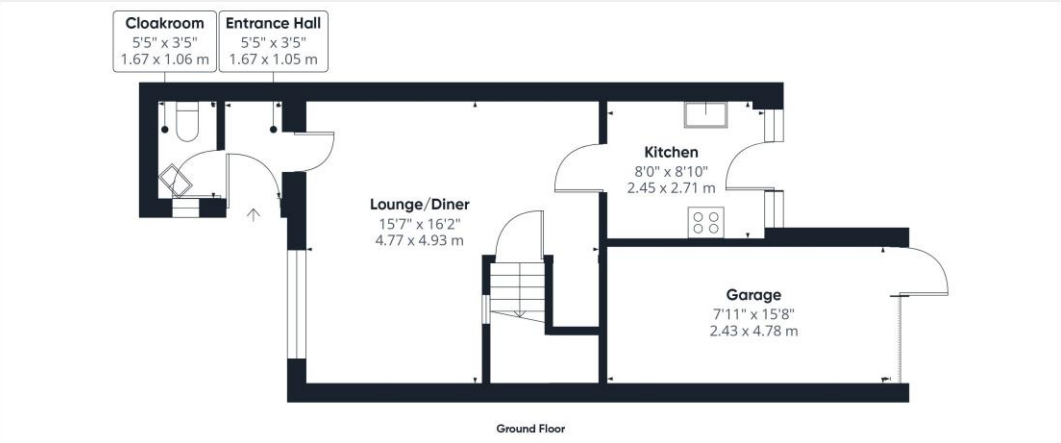 Cloakroom
5'5" x 3'5"
1.67 x 1.06 m
Entrance Hall
5'5" x 3'5"
1.67 x 1.05 m
Kitchen
8'0" x 8'10"
2.45 x 2.71 m
Lounge/Diner
15'7" x 16'2"
4.77 x 4.93 m
Garage
7'11" x 15'8"
2.43 x 4.78 m
Ground Floor